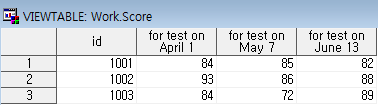 VIEWTABLE: Work.Score
id for test on April 1 for test on May 7 for test on June 13
1 1001 84 85 82
2 1002 93 86 88
3 1003 84 72 89